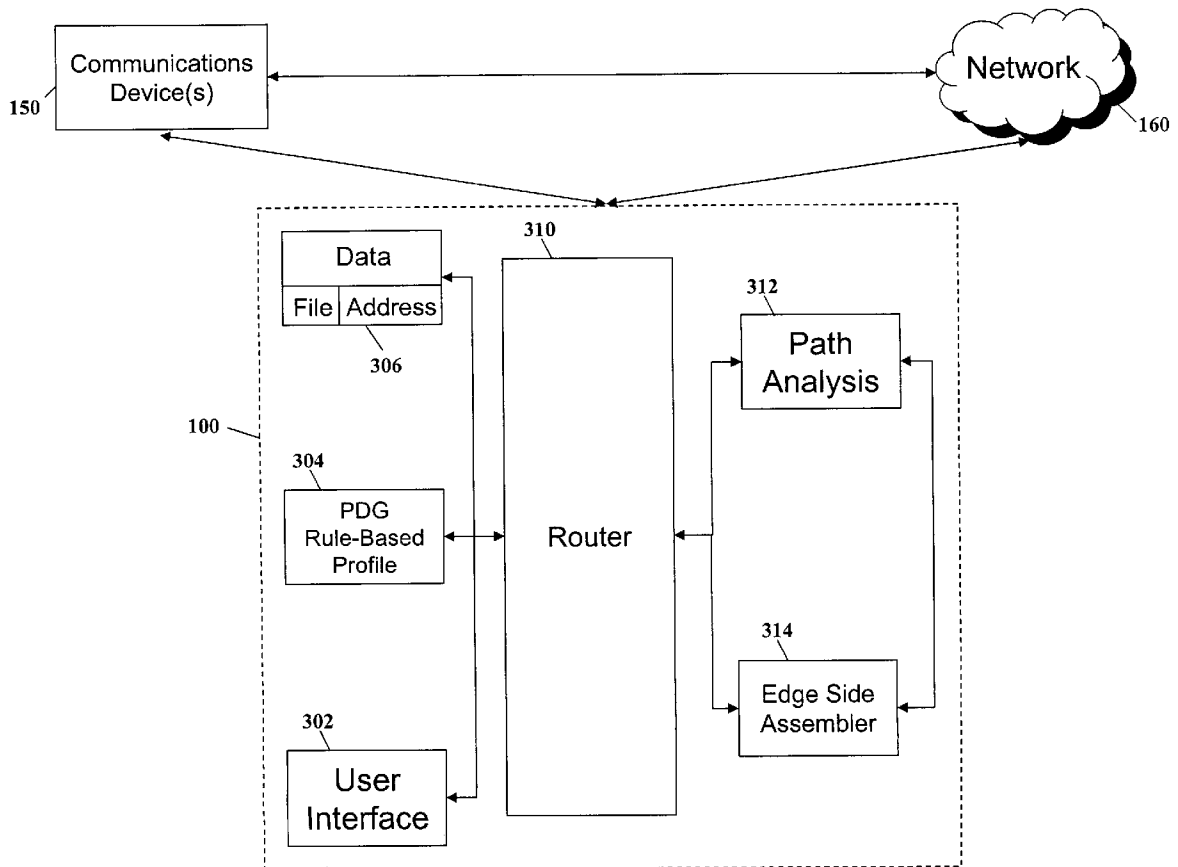 Communications
Device(s)
150
Network
160
310
Data
File Address
306
312
Path
Analysis
100
304
PDG
Rule-Based
Profile
Router
314
Edge Side
Assembler
302
User
Interface